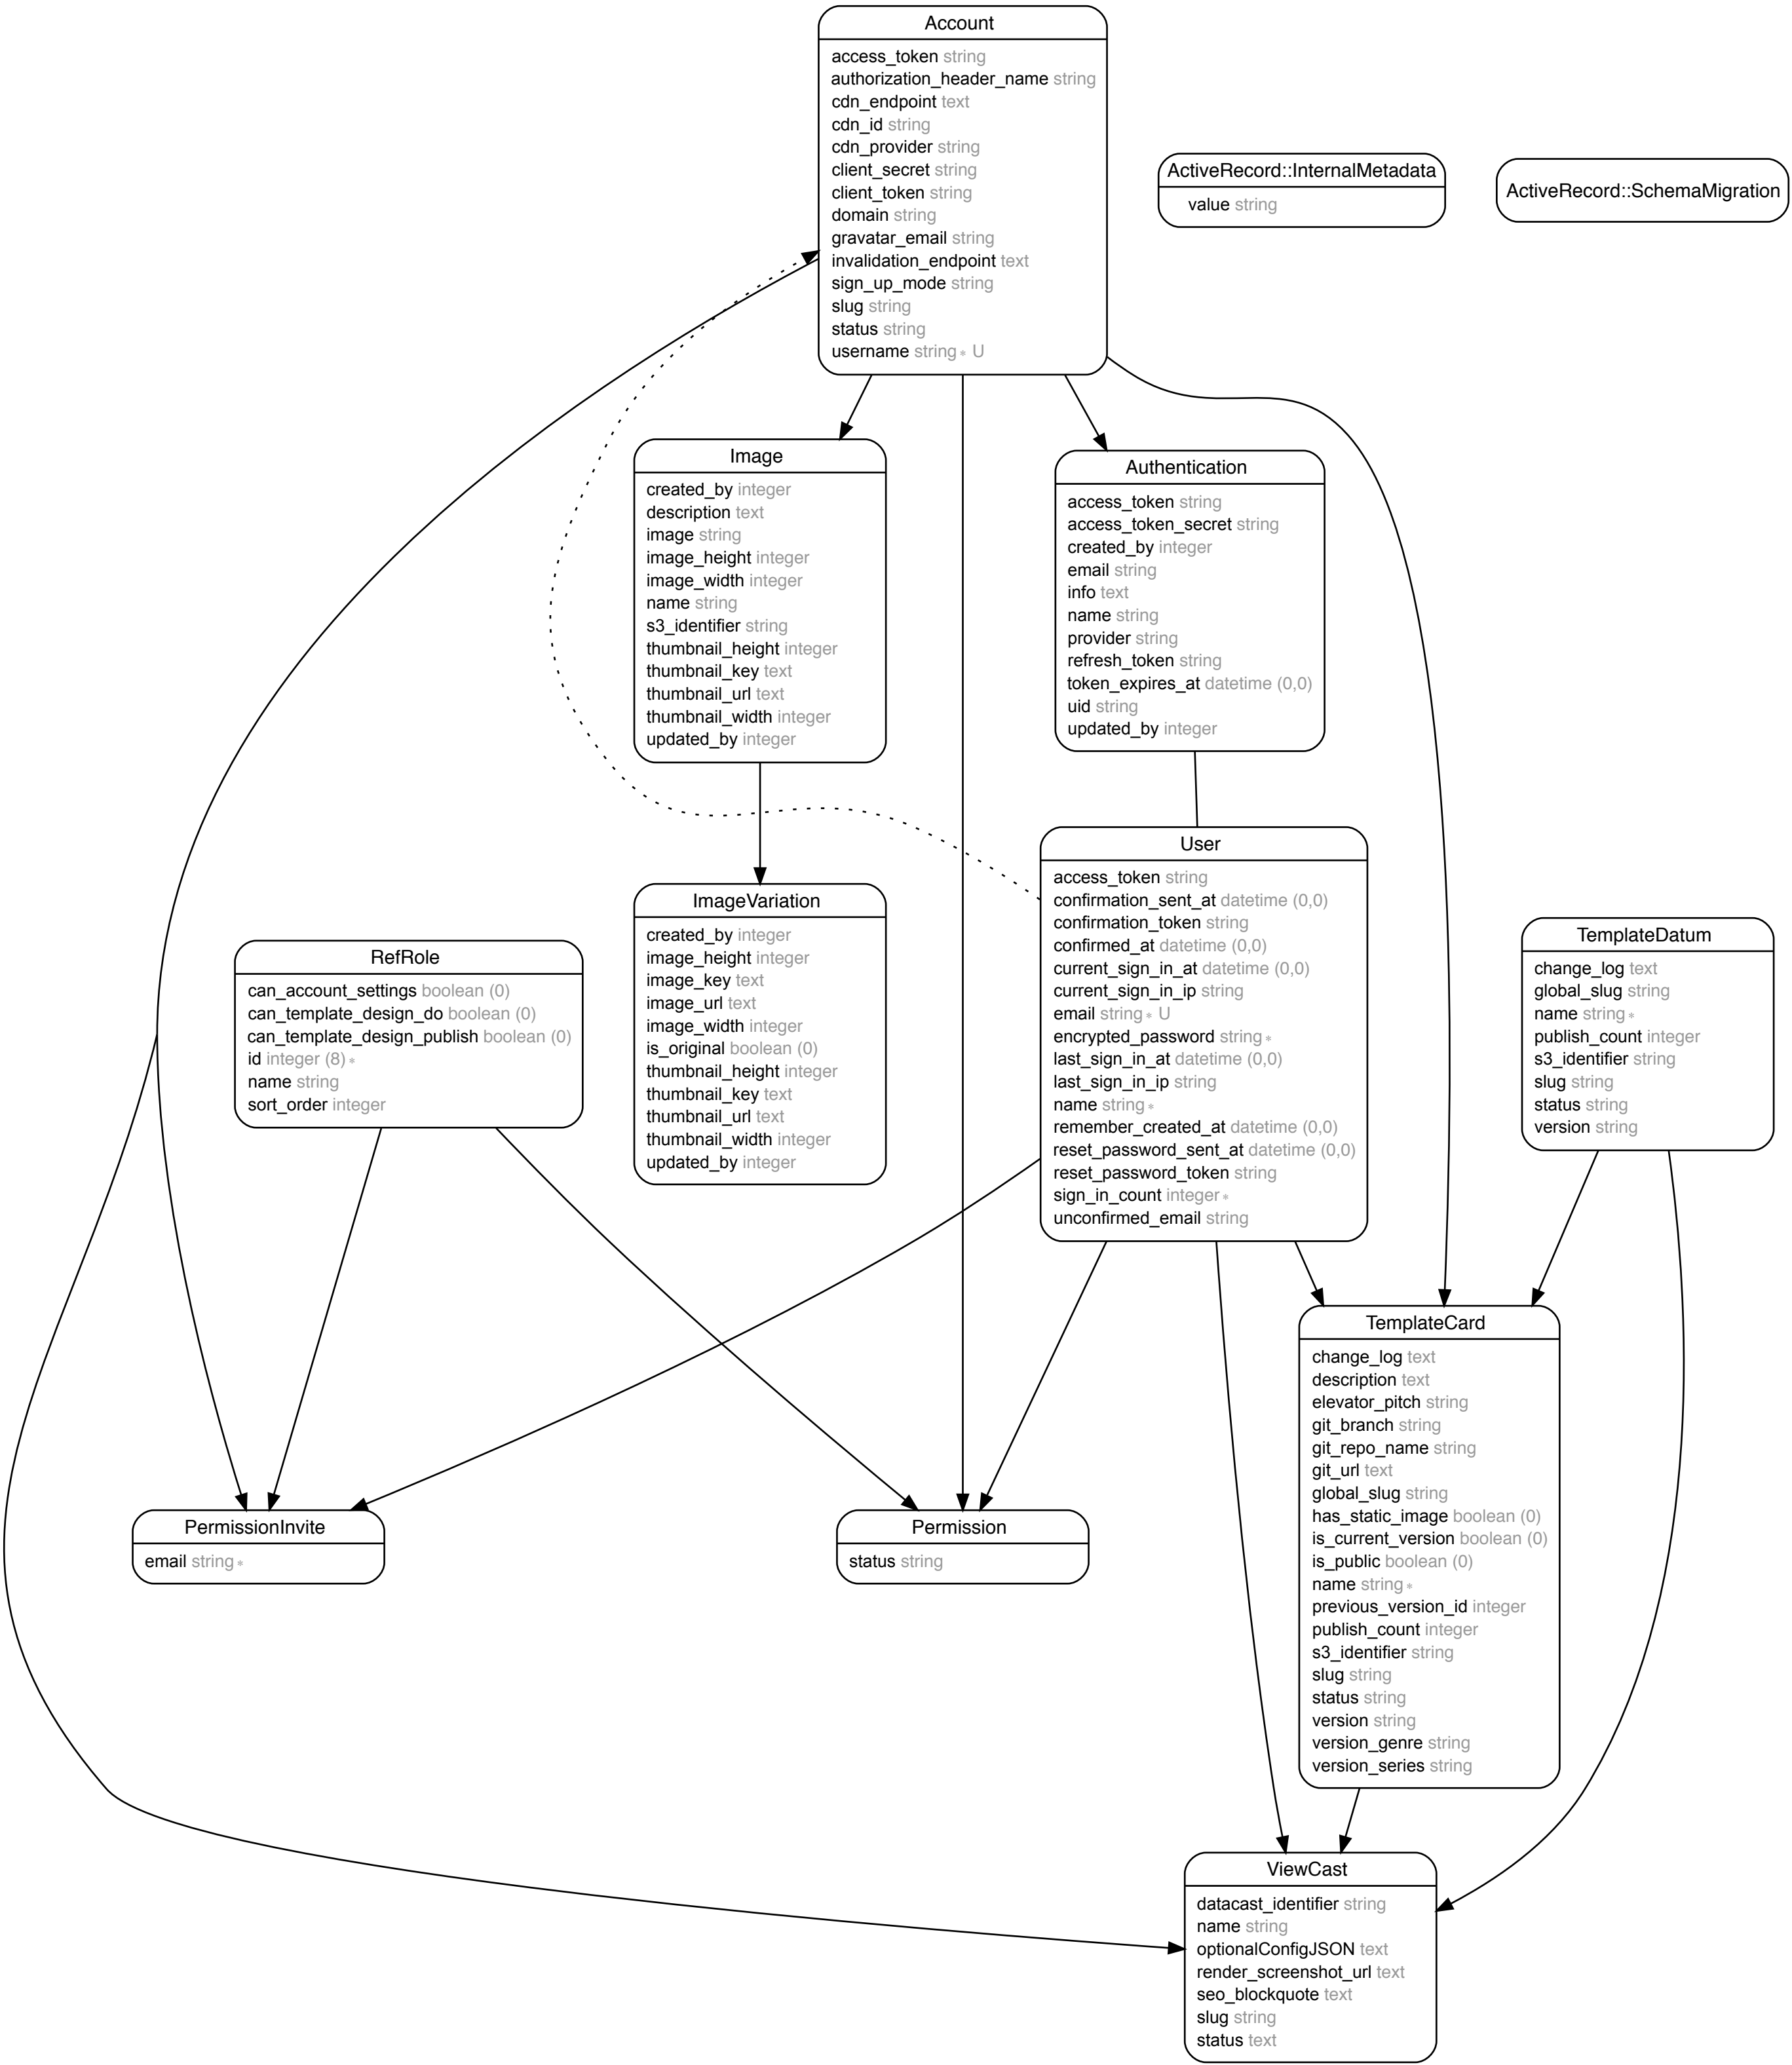 Account
access_token string
authorization_header_name string
cdn_endpoint text
cdn_id string
cdn_provider string
client_secret string
client_token string
domain string
gravatar_email string
invalidation_endpoint text
sign_up_mode string
slug string
status string
username string ∗ U
ActiveRecord::InternalMetadata
value string
ActiveRecord::SchemaMigration
Image
created_by integer
description text
image string
image_height integer
image_width integer
name string
s3_identifier string
thumbnail_height integer
thumbnail_key text
thumbnail_url text
thumbnail_width integer
updated_by integer
Authentication
access_token string
access_token_secret string
created_by integer
email string
info text
name string
provider string
refresh_token string
token_expires_at datetime (0,0)
uid string
updated_by integer
User
access_token string
confirmation_sent_at datetime (0,0)
confirmation_token string
confirmed_at datetime (0,0)
current_sign_in_at datetime (0,0)
current_sign_in_ip string
email string ∗ U
encrypted_password string ∗
last_sign_in_at datetime (0,0)
last_sign_in_ip string
name string ∗
remember_created_at datetime (0,0)
reset_password_sent_at datetime (0,0)
reset_password_token string
sign_in_count integer ∗
unconfirmed_email string
ImageVariation
created_by integer
image_height integer
image_key text
image_url text
image_width integer
is_original boolean (0)
thumbnail_height integer
thumbnail_key text
thumbnail_url text
thumbnail_width integer
updated_by integer
RefRole
can_account_settings boolean (0)
can_template_design_do boolean (0)
can_template_design_publish boolean (0)
id integer (8) ∗
name string
sort_order integer
TemplateDatum
change_log text
global_slug string
name string ∗
publish_count integer
s3_identifier string
slug string
status string
version string
TemplateCard
change_log text
description text
elevator_pitch string
git_branch string
git_repo_name string
git_url text
global_slug string
has_static_image boolean (0)
is_current_version boolean (0)
is_public boolean (0)
name string ∗
previous_version_id integer
publish_count integer
s3_identifier string
slug string
status string
version string
version_genre string
version_series string
PermissionInvite
email string ∗
Permission
status string
ViewCast
datacast_identifier string
name string
optionalConfigJSON text
render_screenshot_url text
seo_blockquote text
slug string
status text